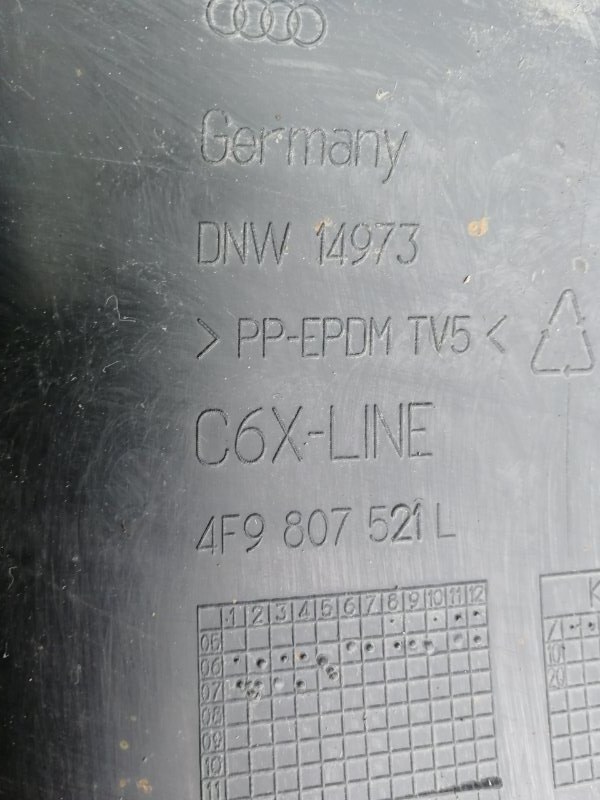 Germany
DNW 14973
> PP-EPDM TV5 <
C6X-LINE
4F9 807 521 L
1 2 3 4 5 6 7 8 9 10 11 12
05
06
07
08
09
10
11
K